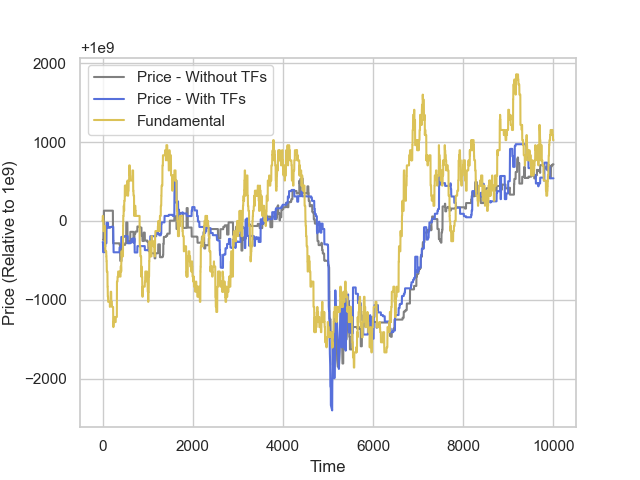 +1e9
Price - Without TFs
Price - With TFs
Fundamental
Price (Relative to 1e9)
2000
1000
0
−1000
−2000
0
2000
4000
6000
8000
10000
Time